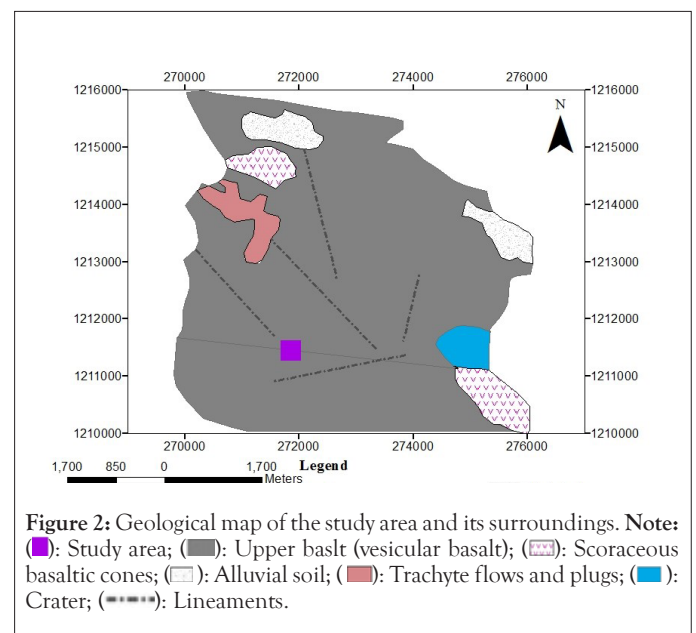 270000 272000 274000 276000
1216000 1216000
N
1215000 1215000
1214000 1214000
1213000 1213000
1212000 1212000
1211000 1211000
1210000 1210000
270000 272000 274000 276000
1,700 850 0 1,700 Legend
Meters
Figure 2: Geological map of the study area and its surroundings. Note:
( ): Study area; ( ): Upper baslt (vesicular basalt); ( ): Scoraceous
basaltic cones; ( ): Alluvial soil; ( ): Trachyte flows and plugs; ( ):
Crater; ( ): Lineaments.